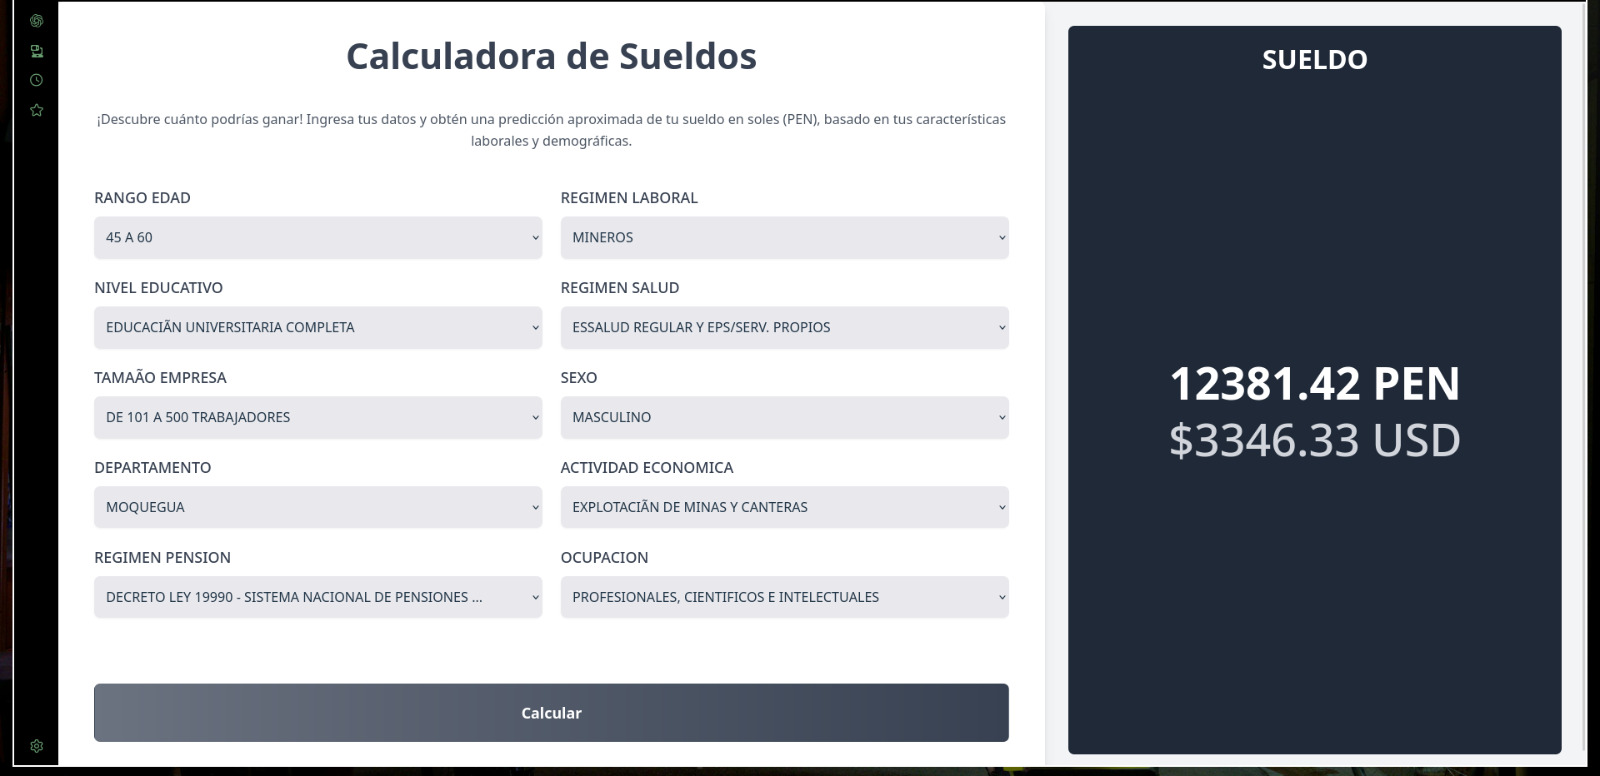 Calculadora de Sueldos
¡Descubre cuánto podrías ganar! Ingresa tus datos y obtén una predicción aproximada de tu sueldo en soles (PEN), basado en tus características
laborales y demográficas.
RANGO EDAD
45 A 60
REGIMEN LABORAL
MINEROS
NIVEL EDUCATIVO
EDUCACIÃN UNIVERSITARIA COMPLETA
REGIMEN SALUD
ESSALUD REGULAR Y EPS/SERV. PROPIOS
TAMAÃO EMPRESA
DE 101 A 500 TRABAJADORES
SEXO
MASCULINO
DEPARTAMENTO
MOQUEGUA
ACTIVIDAD ECONOMICA
EXPLOTACIÃN DE MINAS Y CANTERAS
REGIMEN PENSION
DECRETO LEY 19990 - SISTEMA NACIONAL DE PENSIONES ...
OCUPACION
PROFESIONALES, CIENTIFICOS E INTELECTUALES
Calcular
SUELDO
12381.42 PEN
$3346.33 USD